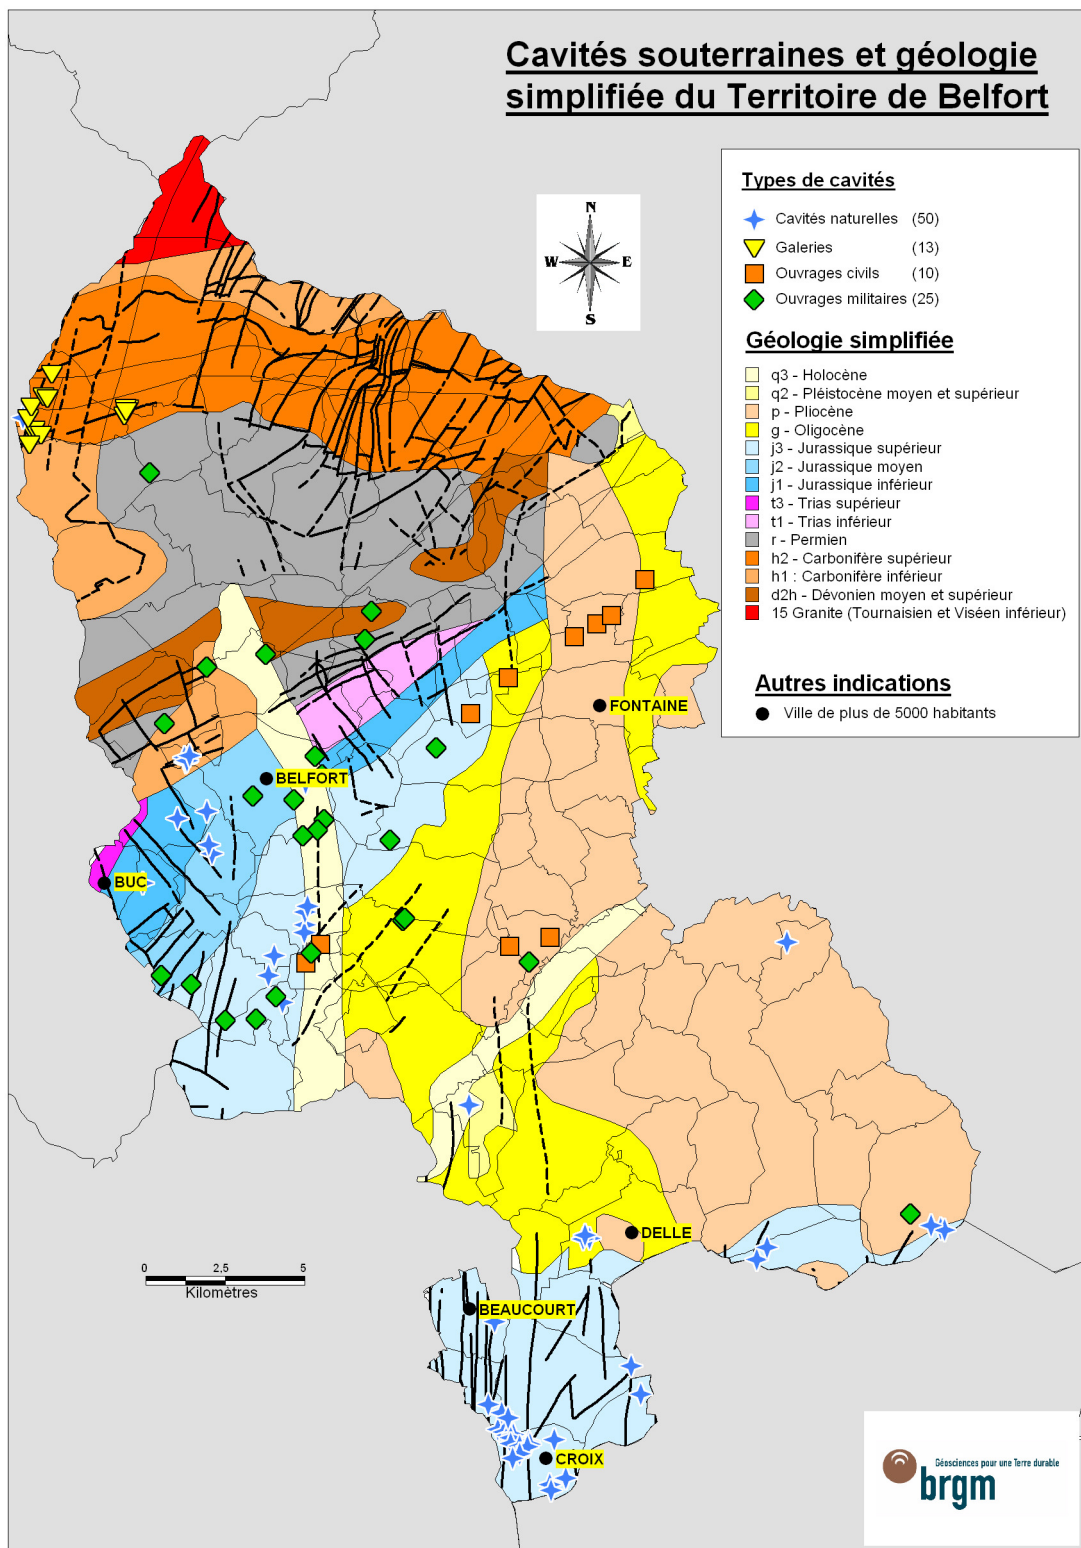 Cavités souterraines et géologie
simplifiée du Territoire de Belfort
Types de cavités
Cavités naturelles (50)
Galeries (13)
Ouvrages civils (10)
Ouvrages militaires (25)
Géologie simplifiée
q3 - Holocène
q2 - Pléistocène moyen et supérieur
p - Pliocène
g - Oligocène
j3 - Jurassique supérieur
j2 - Jurassique moyen
j1 - Jurassique inférieur
t3 - Trias supérieur
t1 - Trias inférieur
r - Permien
h2 - Carbonifère supérieur
h1 : Carbonifère inférieur
d2h - Dévonien moyen et supérieur
15 Granite (Tournaisien et Viséen inférieur)
Autres indications
Ville de plus de 5000 habitants
N
W E
S
FONTAINE
BELFORT
BUC
DELLE
BEAUCOURT
CROIX
0 2,5 5
Kilomètres
Géosciences pour une Terre durable
brgm